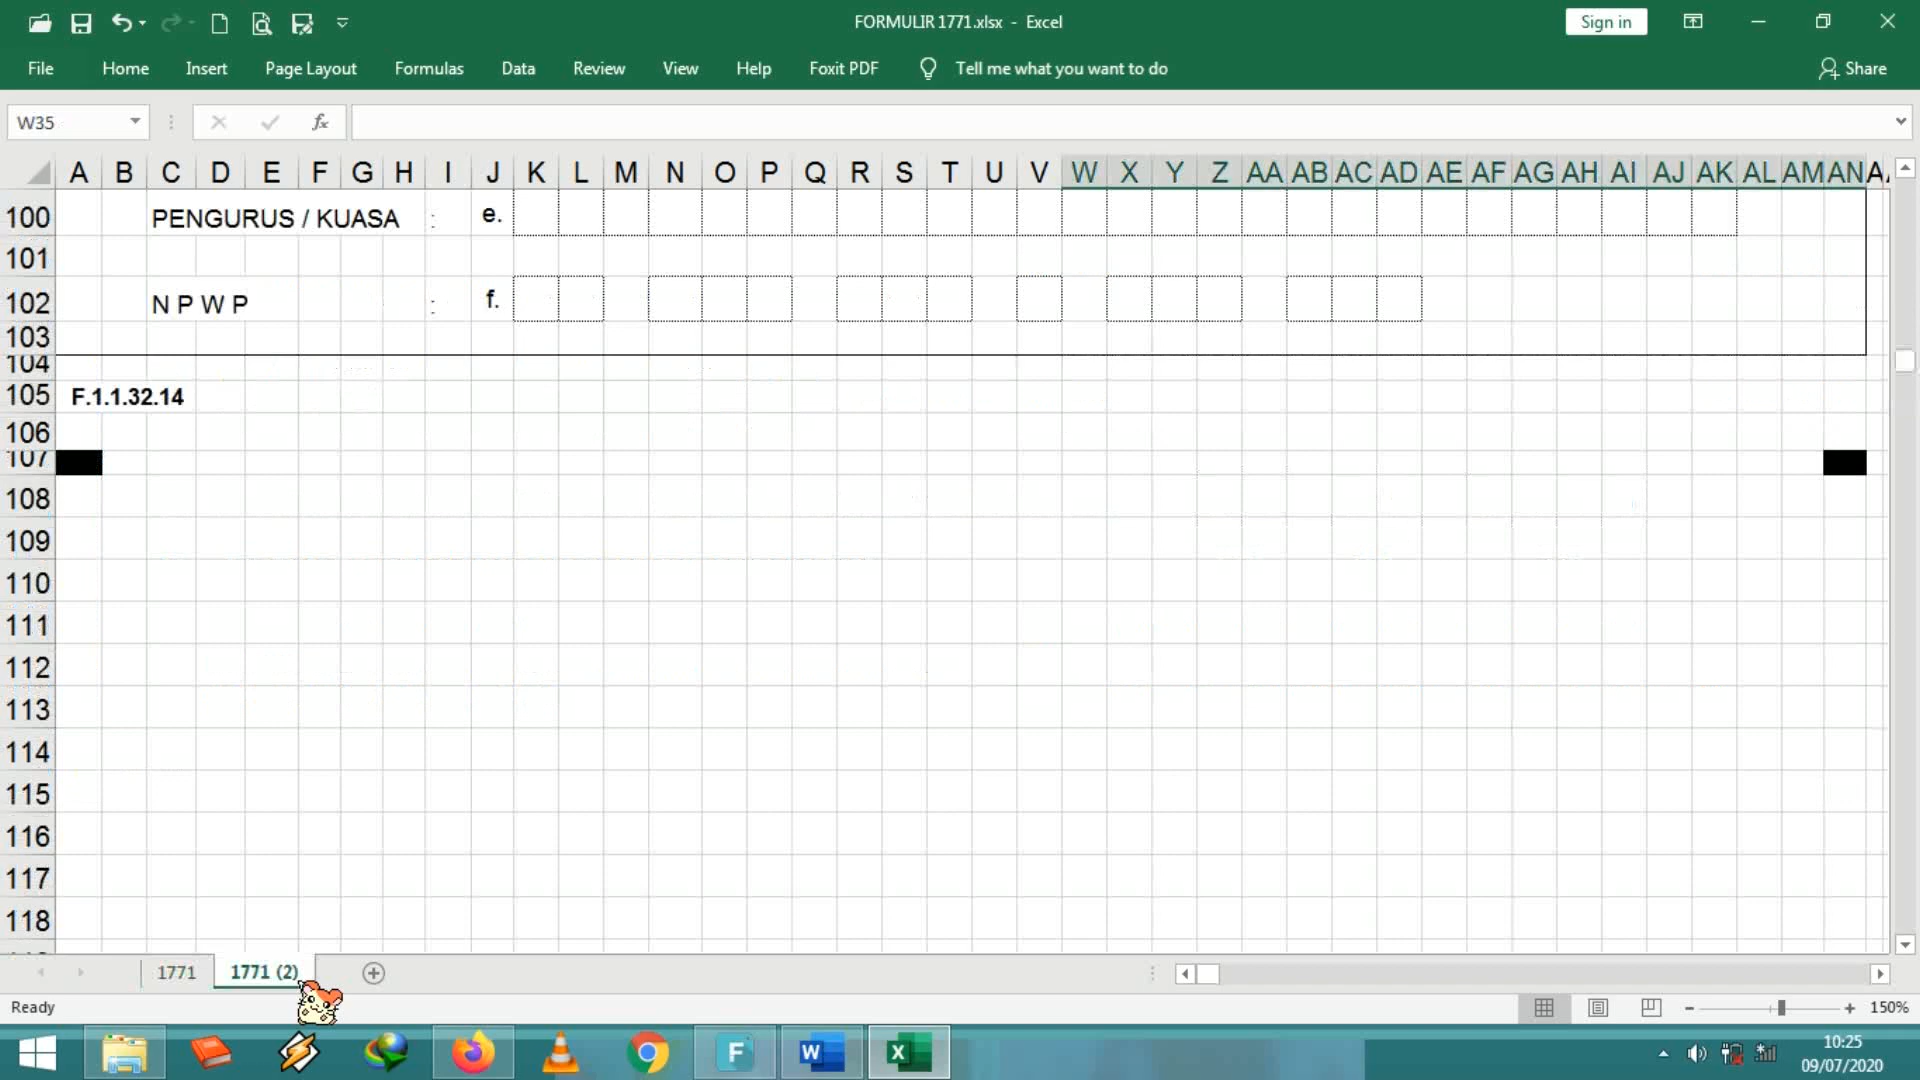 FORMULIR 1771.xlsx - Excel
Sign in
File Home Insert Page Layout Formulas Data Review View Help Foxit PDF Tell me what you want to do Share
W35 fx
A B C D E F G H I J K L M N O P Q R S T U V W X Y Z AA AB AC AD AE AF AG AH AI AJ AK AL AM AN
100 PENGURUS / KUASA : e.
101
102 N P W P : f.
103
104
105 F.1.1.32.14
106
107
108
109
110
111
112
113
114
115
116
117
118
1771 1771 (2)
Ready 150%
10:25
09/07/2020